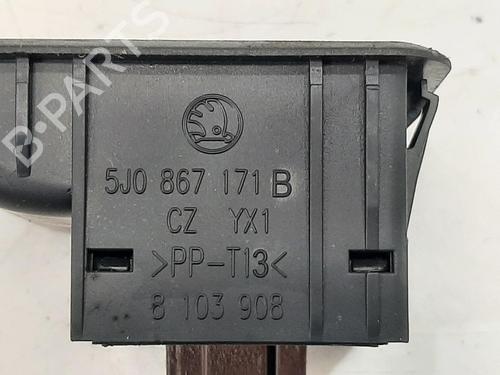 B-PARTS
5J0 867 171 B
CZ YX1
>PP-T13<
8 103 908